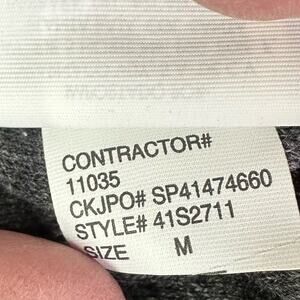 CONTRACTOR#
11035
CKJPO# SP41474660
STYLE# 41S2711
SIZE M